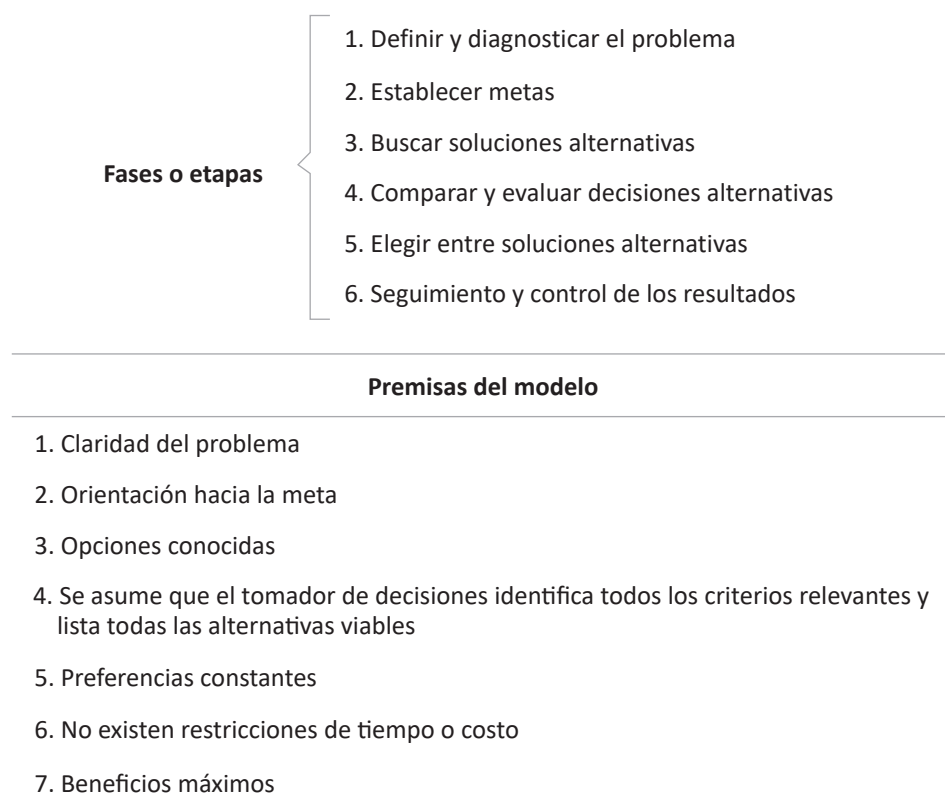 1. Definir y diagnosticar el problema
2. Establecer metas
3. Buscar soluciones alternativas
Fases o etapas
4. Comparar y evaluar decisiones alternativas
5. Elegir entre soluciones alternativas
6. Seguimiento y control de los resultados
Premisas del modelo
1. Claridad del problema
2. Orientación hacia la meta
3. Opciones conocidas
4. Se asume que el tomador de decisiones identifica todos los criterios relevantes y
lista todas las alternativas viables
5. Preferencias constantes
6. No existen restricciones de tiempo o costo
7. Beneficios máximos